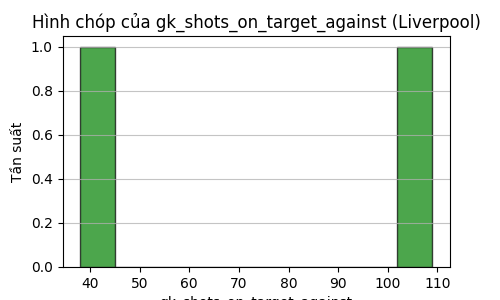 Hình chóp của gk_shots_on_target_against (Liverpool)
Tần suất
1.0
0.8
0.6
0.4
0.2
0.0
40 50 60 70 80 90 100 110
gk_shots_on_target_against